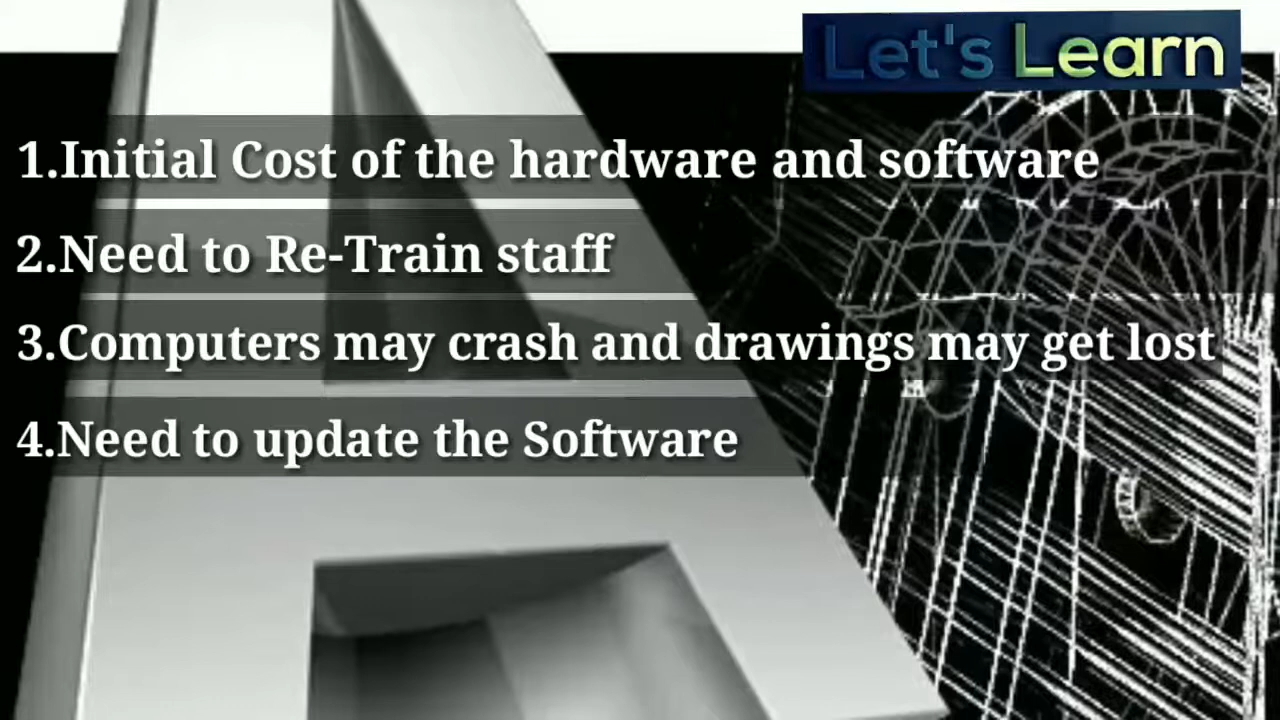 Let's Learn
1.Initial Cost of the hardware and software
2.Need to Re-Train staff
3.Computers may crash and drawings may get lost
4.Need to update the Software